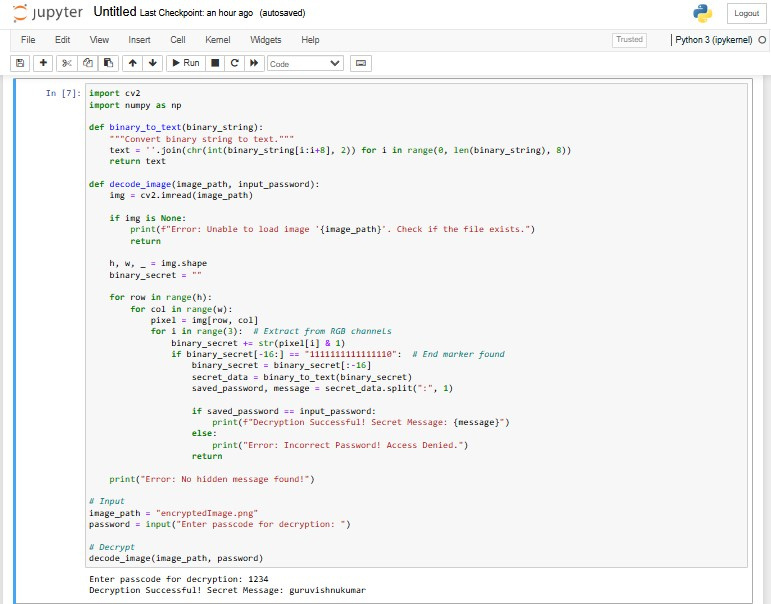 jupyter Untitled Last Checkpoint: an hour ago (autosaved)
Logout
File Edit View Insert Cell Kernel Widgets Help
Trusted
Python 3 (ipykernel)
Run
Code
In [7]: import cv2
import numpy as np

def binary_to_text(binary_string):
    """Convert binary string to text."""
    text = ''.join(chr(int(binary_string[i:i+8], 2)) for i in range(0, len(binary_string), 8))
    return text

def decode_image(image_path, input_password):
    img = cv2.imread(image_path)

    if img is None:
        print(f"Error: Unable to load image '{image_path}'. Check if the file exists.")
        return

    h, w, _ = img.shape
    binary_secret = ""

    for row in range(h):
        for col in range(w):
            pixel = img[row, col]
            for i in range(3):  # Extract from RGB channels
                binary_secret += str(pixel[i] & 1)
                if binary_secret[-16:] == "1111111111111110":  # End marker found
                    binary_secret = binary_secret[:-16]
                    secret_data = binary_to_text(binary_secret)
                    saved_password, message = secret_data.split(":", 1)

                    if saved_password == input_password:
                        print(f"Decryption Successful! Secret Message: {message}")
                    else:
                        print("Error: Incorrect Password! Access Denied.")
                    return

    print("Error: No hidden message found!")

# Input
image_path = "encryptedImage.png"
password = input("Enter passcode for decryption: ")

# Decrypt
decode_image(image_path, password)

Enter passcode for decryption: 1234
Decryption Successful! Secret Message: guruvishnukumar